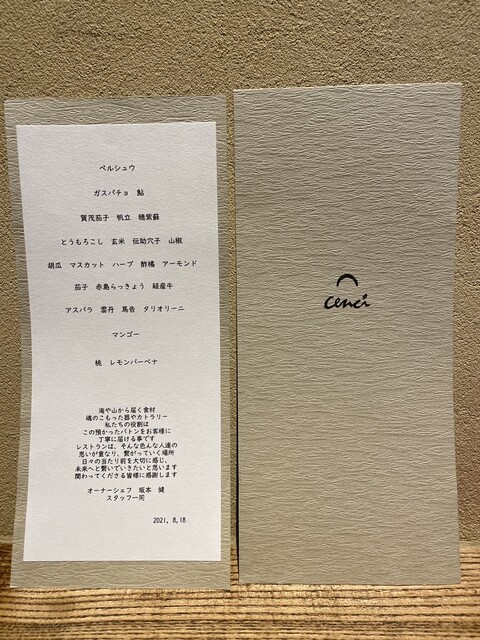 ペルシュウ
ガスパチョ 鮎
賀茂茄子 帆立 穂紫蘇
とうもろこし 玄米 伝助穴子 山椒
胡瓜 マスカット ハーブ 酢橘 アーモンド
茄子 赤鳥らっきょう 経産牛
アスパラ 雲丹 馬告 タリオリーニ
マンゴー
桃 レモンバーベナ
海や山から届く食材
魂のこもった器やカトラリー
私たちの役割は
この預かったバトンをお客様に
丁寧に届ける事です
レストランは、そんな色んな人達の
思いが重なり、繋がっていく場所
日々の当たり前を大切に感じ、
未来へと繋いでいきたいと思います
関わってくださる皆様に感謝します
オーナーシェフ 坂本 健
スタッフ一同
2021, 8,18
cenci